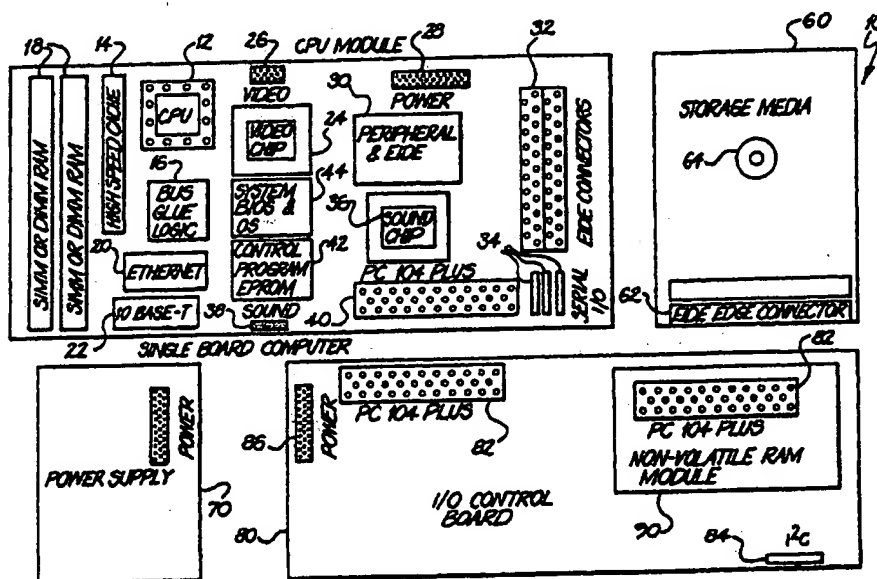 CPU MODULE
60
18
14
12
26
28
32
SIMM OR DIMM RAM
SIMM OR DIMM RAM
HIGH SPEED CACHE
CPU
VIDEO
VIDEO
CHIP
24
30
POWER
PERIPHERAL
& EIDE
EIDE CONNECTORS
STORAGE MEDIA
64
16
BUS
GLUE
LOGIC
44
SYSTEM
BIOS &
OS
36
SOUND
CHIP
34
20
ETHERNET
42
CONTROL
PROGRAM
EPROM
PC 104 PLUS
40
SERIAL
I/O
22
10 BASE-T
38
SOUND
62
EIDE EDGE CONNECTOR
SINGLE BOARD COMPUTER
POWER
POWER SUPPLY
70
86
POWER
PC 104 PLUS
82
82
PC 104 PLUS
NON-VOLATILE RAM
MODULE
90
I/O CONTROL
BOARD
80
84
I2C